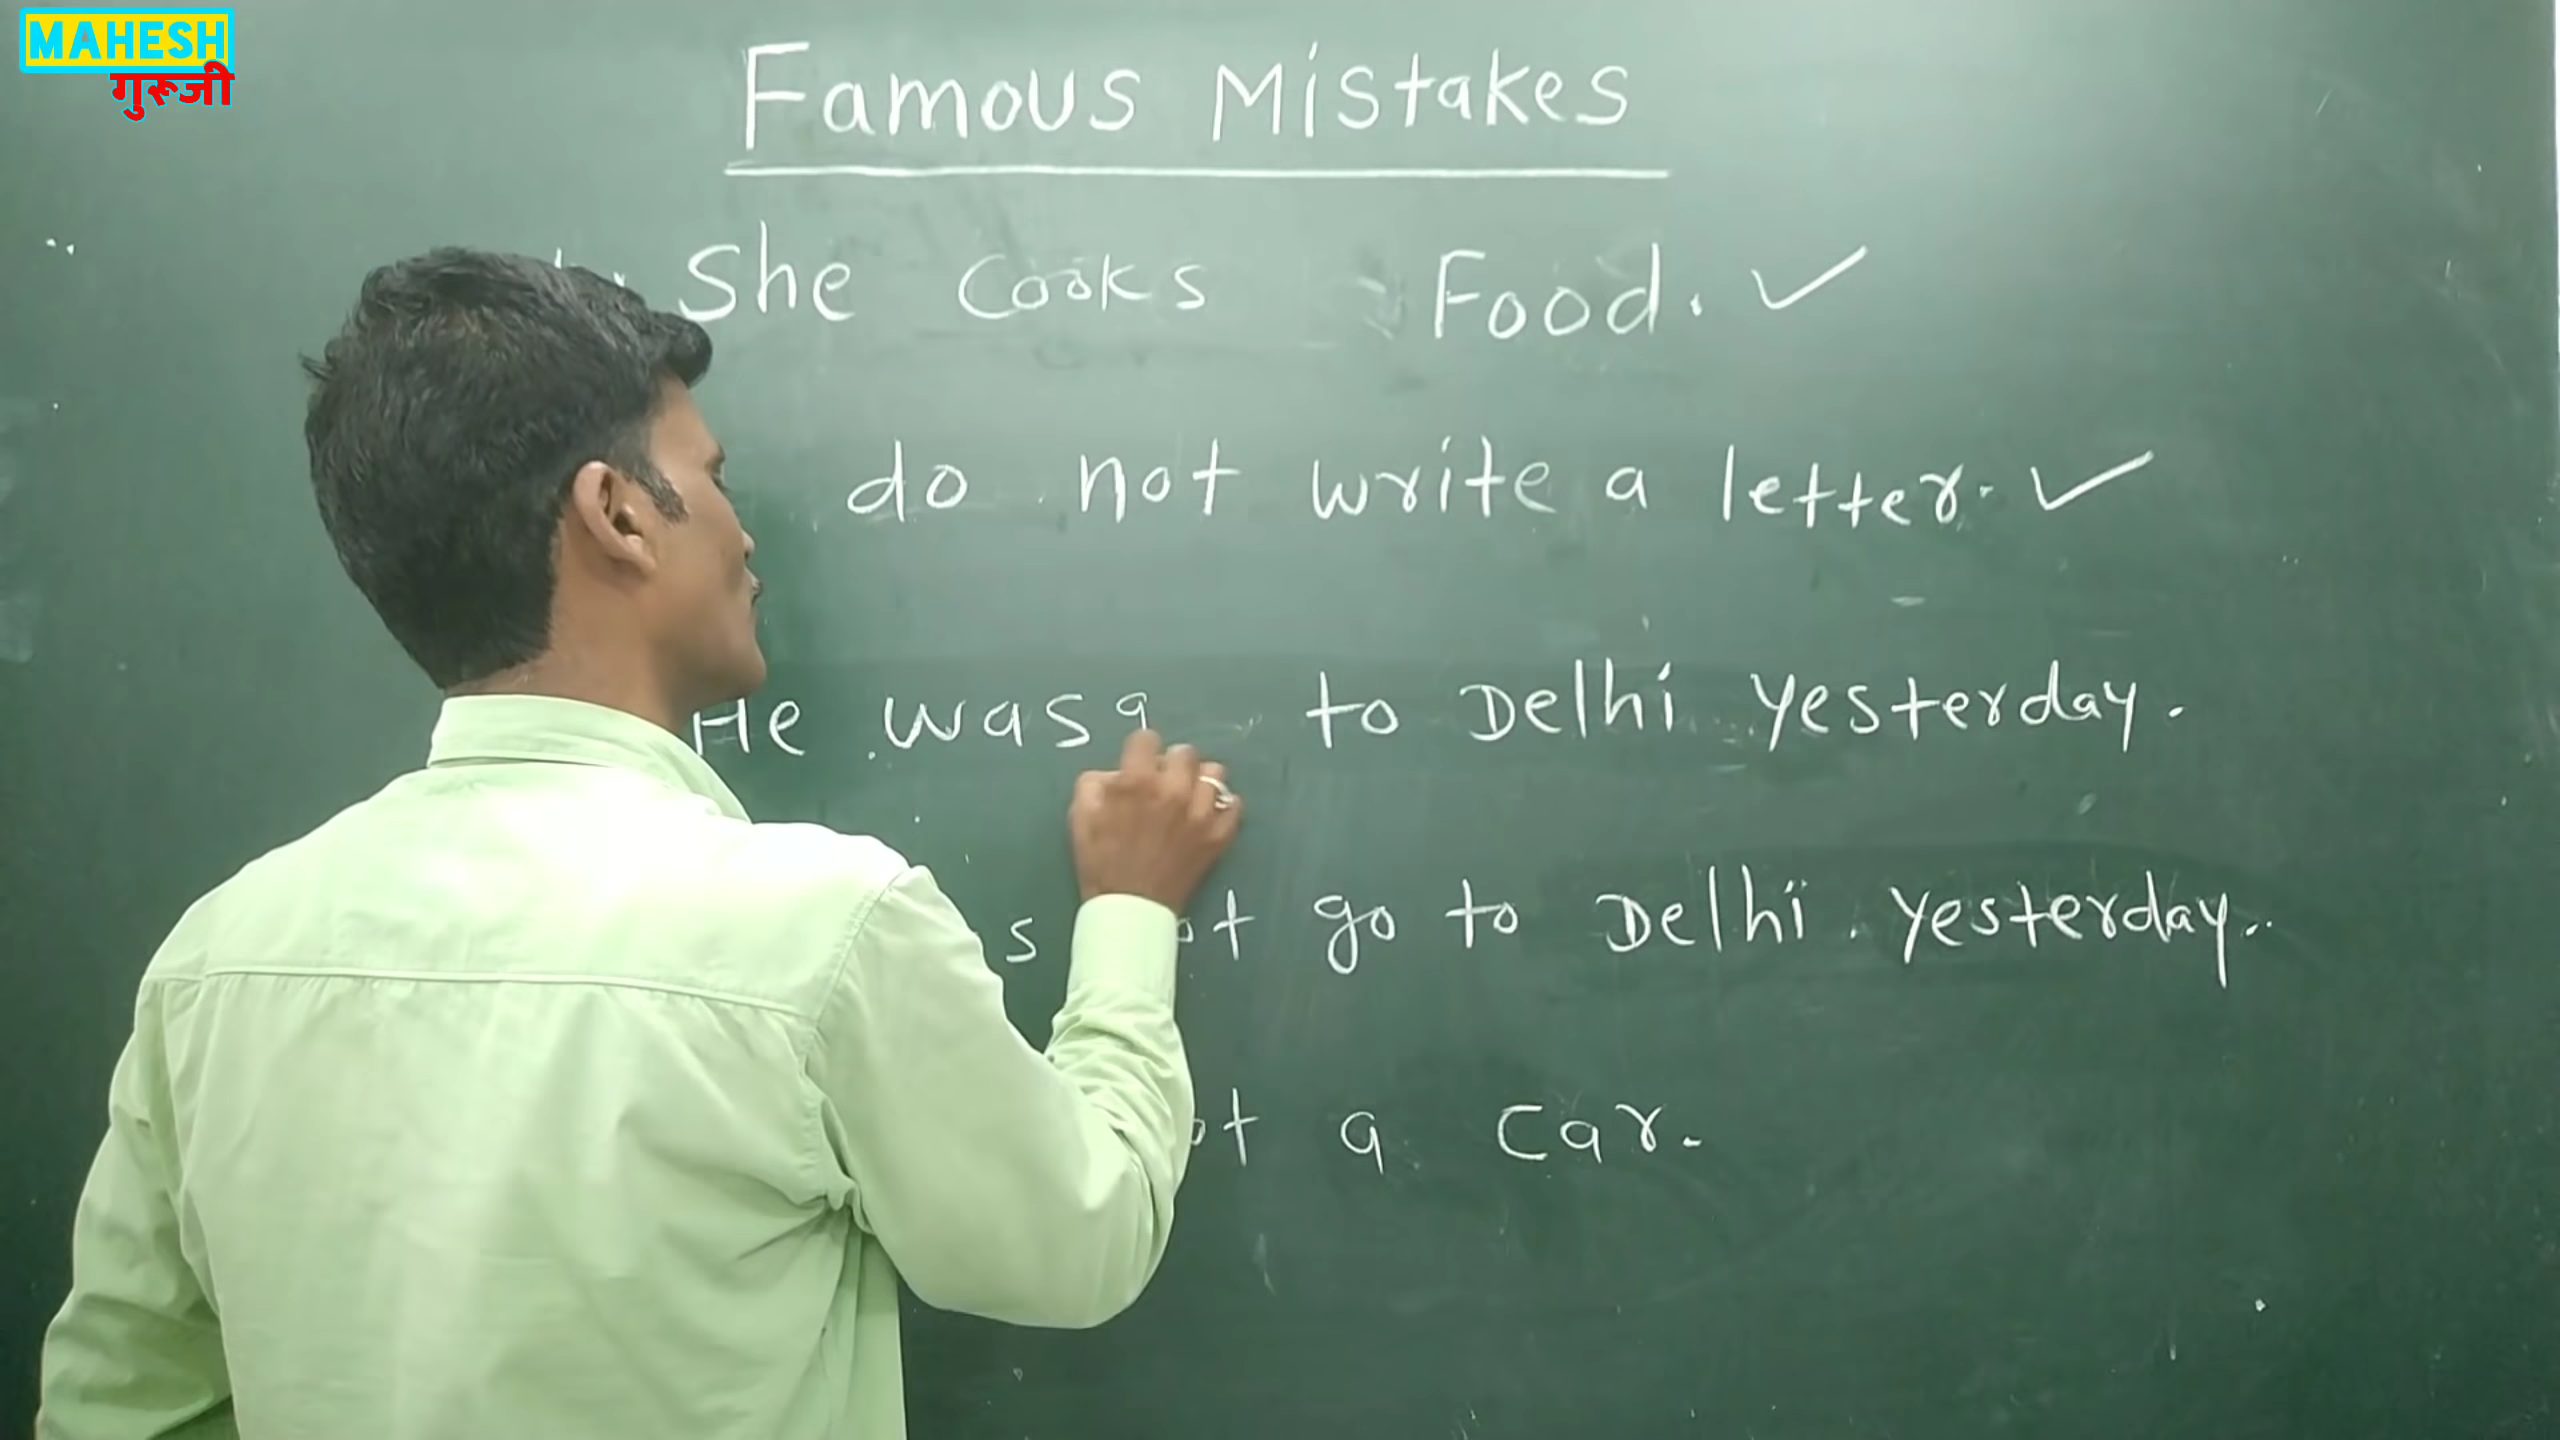 MAHESH
गुरूजी
Famous Mistakes
She cooks Food. ✓
do not write a letter. ✓
He was to Delhi yesterday.
go to Delhi yesterday.
a car.